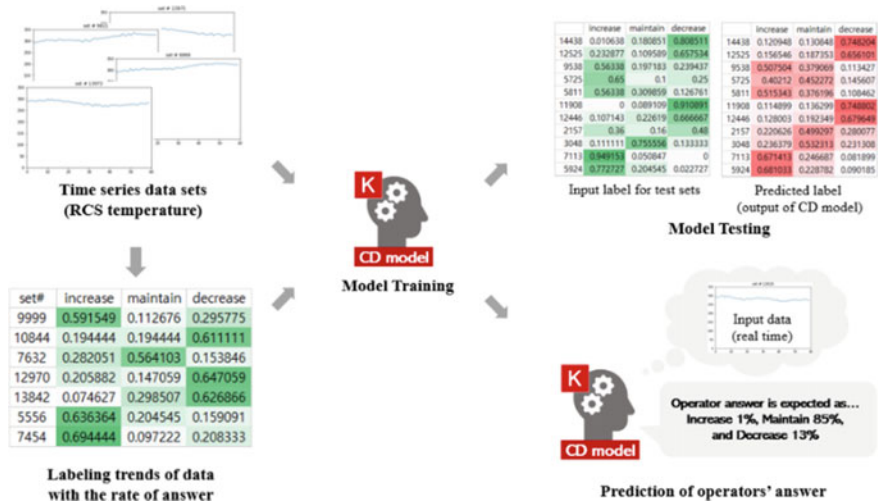 Time series data sets
(RCS temperature)
set# increase maintain decrease
9999 0.591549 0.112676 0.295775
10844 0.194444 0.194444 0.611111
7632 0.282051 0.564103 0.153846
12970 0.205882 0.147059 0.647059
13842 0.074627 0.298507 0.626866
5556 0.636364 0.204545 0.159091
7454 0.694444 0.097222 0.208333
Labeling trends of data
with the rate of answer
K
CD model
Model Training
increase maintain decrease
14438 0.010638 0.180851 0.808511
12525 0.232877 0.109589 0.657534
9538 0.56338 0.197183 0.239437
5725 0.65 0.1 0.25
5811 0.56338 0.309859 0.126761
11908 0 0.089109 0.910891
12446 0.107143 0.22619 0.666667
2157 0.36 0.16 0.48
3048 0.111111 0.755556 0.133333
7113 0.949153 0.050847 0
5924 0.772727 0.204545 0.022727
Input label for test sets
increase maintain decrease
14438 0.120948 0.130848 0.748204
12525 0.156546 0.187353 0.656101
9538 0.507504 0.379069 0.113427
5725 0.40212 0.452272 0.145607
5811 0.515343 0.376196 0.108462
11908 0.114899 0.136299 0.748802
12446 0.128003 0.192349 0.679649
2157 0.220626 0.499297 0.280077
3048 0.236379 0.532313 0.231308
7113 0.671413 0.246687 0.081899
5924 0.681033 0.228782 0.090185
Predicted label
(output of CD model)
Model Testing
Input data
(real time)
K
CD model
Operator answer is expected as...
Increase 1%, Maintain 85%,
and Decrease 13%
Prediction of operators' answer